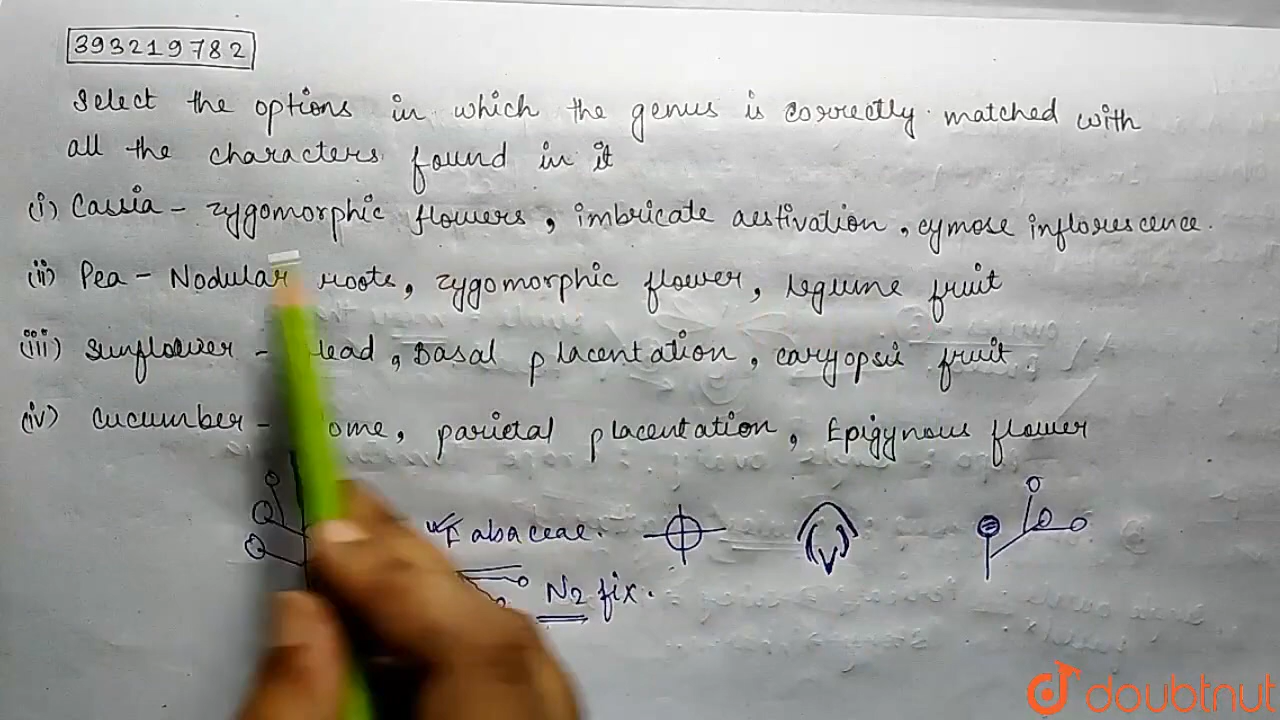 393219782
Select the options in which the genus is correctly matched with
all the characters found in it
(i) Cassia - zygomorphic flowers, imbricate aestivation, cymose inflorescence.
(ii) Pea - Nodular roots, zygomorphic flower, legume fruit
(iii) Sunflower - basal placentation, caryopsis fruit.
(iv) Cucumber - parietal placentation, Epigynous flower
Fabaceae.
N2 fix.
doubtnut